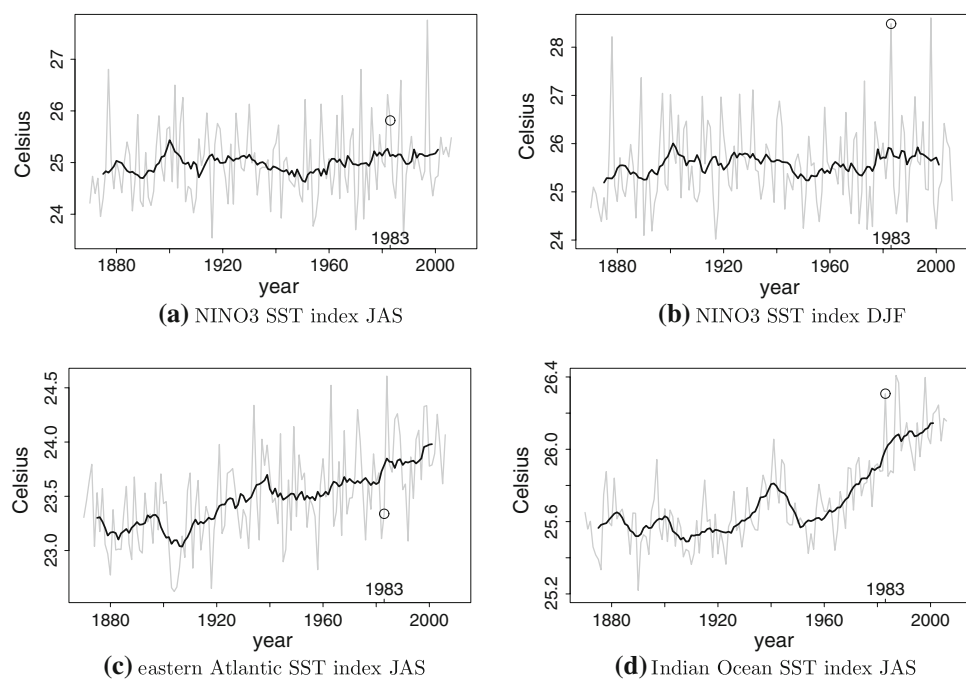 27
26
25
24
Celsius
1983
1880 1920 1960 2000
year
(a) NINO3 SST index JAS
28
27
26
25
24
Celsius
1983
1880 1920 1960 2000
year
(b) NINO3 SST index DJF
24.5
24.0
23.5
23.0
Celsius
1983
1880 1920 1960 2000
year
(c) eastern Atlantic SST index JAS
26.4
26.0
25.6
25.2
Celsius
1983
1880 1920 1960 2000
year
(d) Indian Ocean SST index JAS